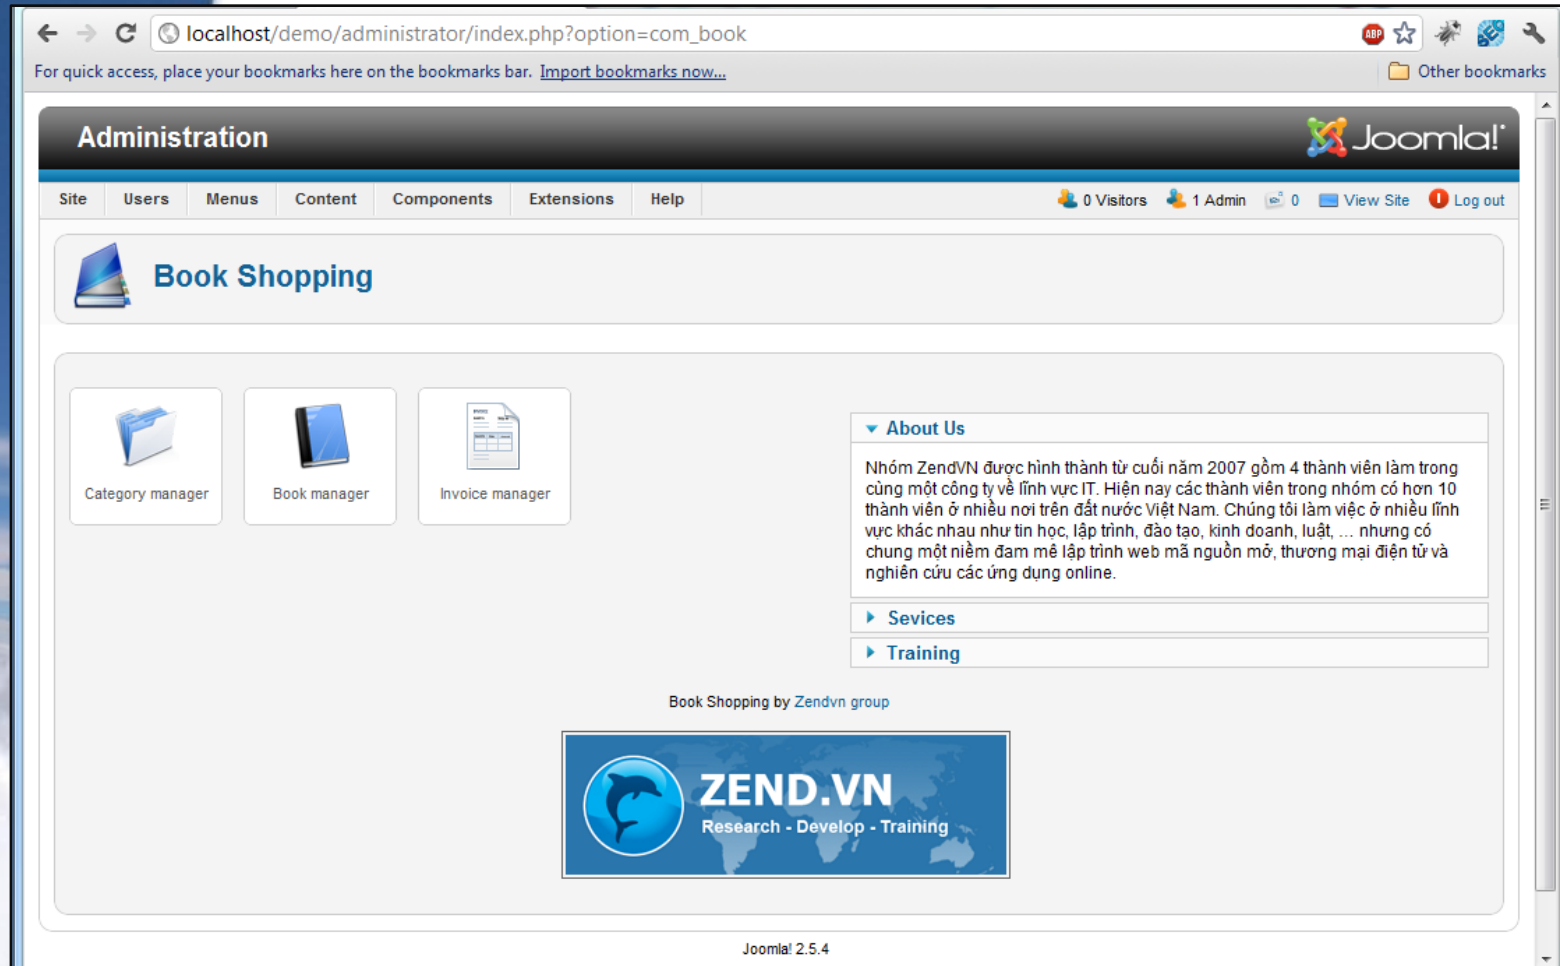 localhost/demo/administrator/index.php?option=com_book
ABP
For quick access, place your bookmarks here on the bookmarks bar. Import bookmarks now...
Other bookmarks
Administration
Joomla!
Site Users Menus Content Components Extensions Help
0 Visitors 1 Admin 0 View Site Log out
Book Shopping
Category manager
Book manager
Invoice manager
About Us
Nhóm ZendVN được hình thành từ cuối năm 2007 gồm 4 thành viên làm trong
cùng một công ty về lĩnh vực IT. Hiện nay các thành viên trong nhóm có hơn 10
thành viên ở nhiều nơi trên đất nước Việt Nam. Chúng tôi làm việc ở nhiều lĩnh
vực khác nhau như tin học, lập trình, đào tạo, kinh doanh, luật, ... nhưng có
chung một niềm đam mê lập trình web mã nguồn mở, thương mại điện tử và
nghiên cứu các ứng dụng online.
Sevices
Training
Book Shopping by Zendvn group
ZEND.VN
Research - Develop - Training
Joomla! 2.5.4